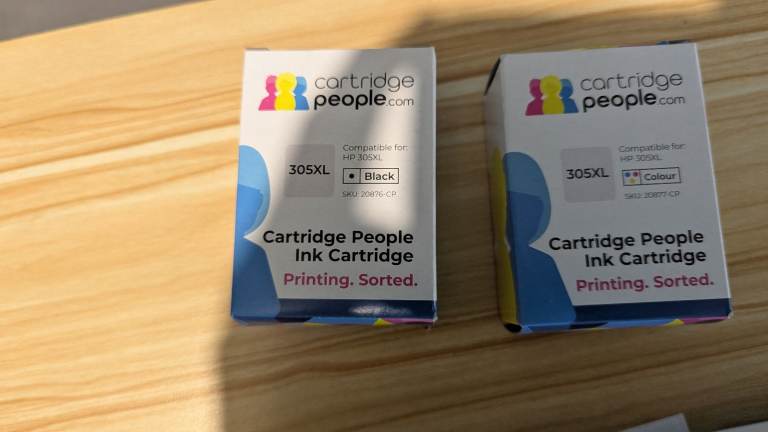 cartridge
people.com
305XL
Compatible for:
HP 305XL
Black
SKU: 20876-CP
Cartridge People
Ink Cartridge
Printing. Sorted.
cartridge
people.com
305XL
Compatible for:
HP 305XL
Colour
SKU: 20877-CP
Cartridge People
Ink Cartridge
Printing. Sorted.